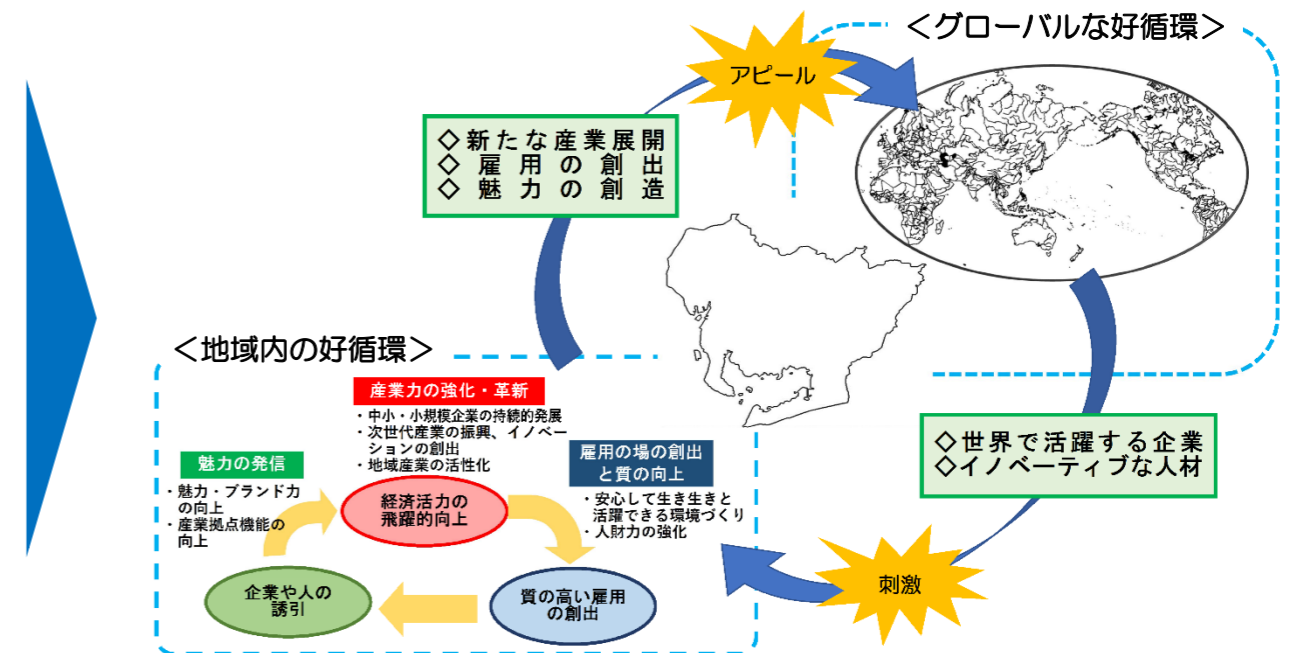 ＜グローバルな好循環＞
アピール
◇新たな産業展開
◇雇用の創出
◇魅力の創造
＜地域内の好循環＞
産業力の強化・革新
・中小・小規模企業の持続的発展
・次世代産業の振興、イノベー
ションの創出
・地域産業の活性化
魅力の発信
・魅力・ブランド力
の向上
・産業拠点機能の
向上
雇用の場の創出
と質の向上
・安心して生き生きと
活躍できる環境づくり
・人財力の強化
経済活力の
飛躍的向上
企業や人の
誘引
質の高い雇用
の創出
◇世界で活躍する企業
◇イノベーティブな人材
刺激